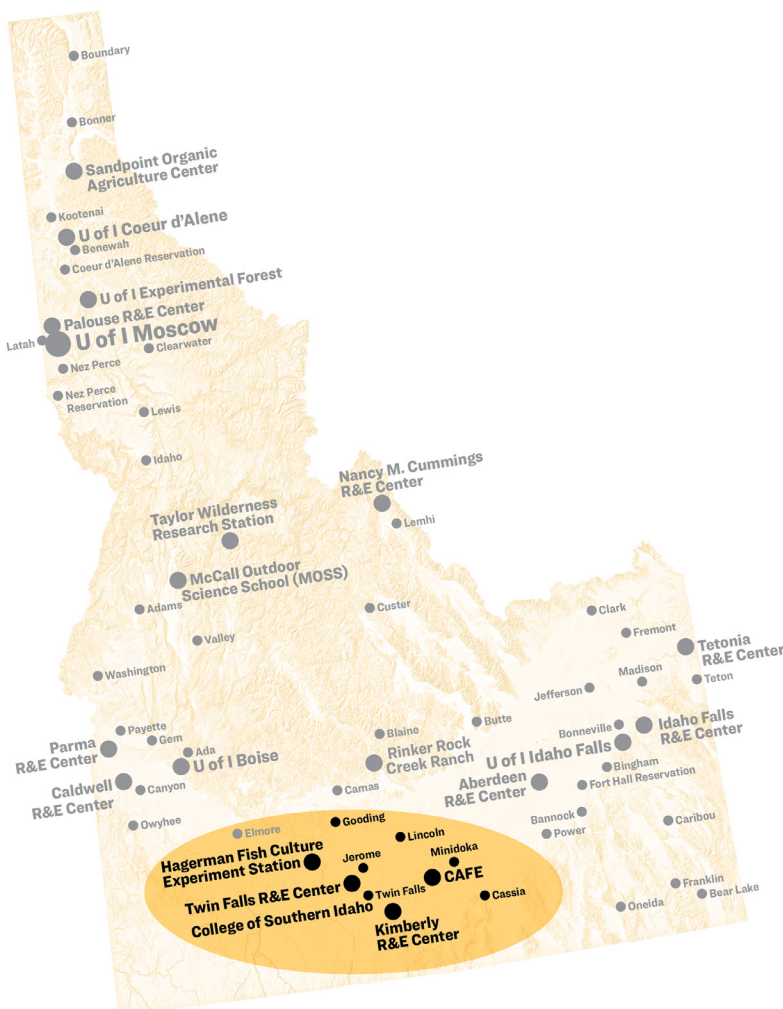 Boundary
Bonner
Sandpoint Organic
Agriculture Center
Kootenai
U of I Coeur d'Alene
Benewah
Coeur d'Alene Reservation
U of I Experimental Forest
Palouse R&E Center
U of I Moscow
Latah
Clearwater
Nez Perce
Nez Perce
Reservation
Lewis
Idaho
Nancy M. Cummings
R&E Center
Lemhi
Taylor Wilderness
Research Station
McCall Outdoor
Science School (MOSS)
Adams
Custer
Clark
Valley
Fremont
Tetonia
R&E Center
Washington
Madison
Teton
Jefferson
Payette
Gem
Parma
R&E Center
Ada
U of I Boise
Blaine
Butte
Rinker Rock
Creek Ranch
Bonneville
Idaho Falls
R&E Center
U of I Idaho Falls
Bingham
Aberdeen
R&E Center
Fort Hall Reservation
Caldwell
R&E Center
Canyon
Camas
Owyhee
Elmore
Gooding
Lincoln
Bannock
Power
Caribou
Hagerman Fish Culture
Experiment Station
Jerome
Minidoka
Twin Falls R&E Center
CAFE
College of Southern Idaho
Twin Falls
Cassia
Kimberly
R&E Center
Franklin
Bear Lake
Oneida